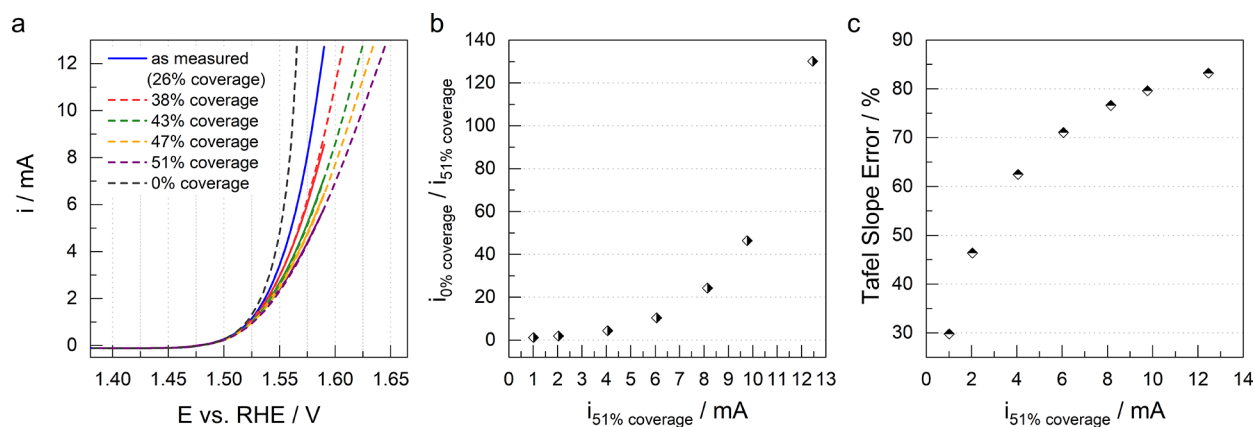 a
12
10
8
6
4
2
0
i / mA
as measured
(26% coverage)
38% coverage
43% coverage
47% coverage
51% coverage
0% coverage
1.40 1.45 1.50 1.55 1.60 1.65
E vs. RHE / V
b
140
120
100
80
60
40
20
0
i0% coverage / i51% coverage
0 1 2 3 4 5 6 7 8 9 10 11 12 13
i51% coverage / mA
c
90
80
70
60
50
40
30
Tafel Slope Error / %
0 2 4 6 8 10 12 14
i51% coverage / mA